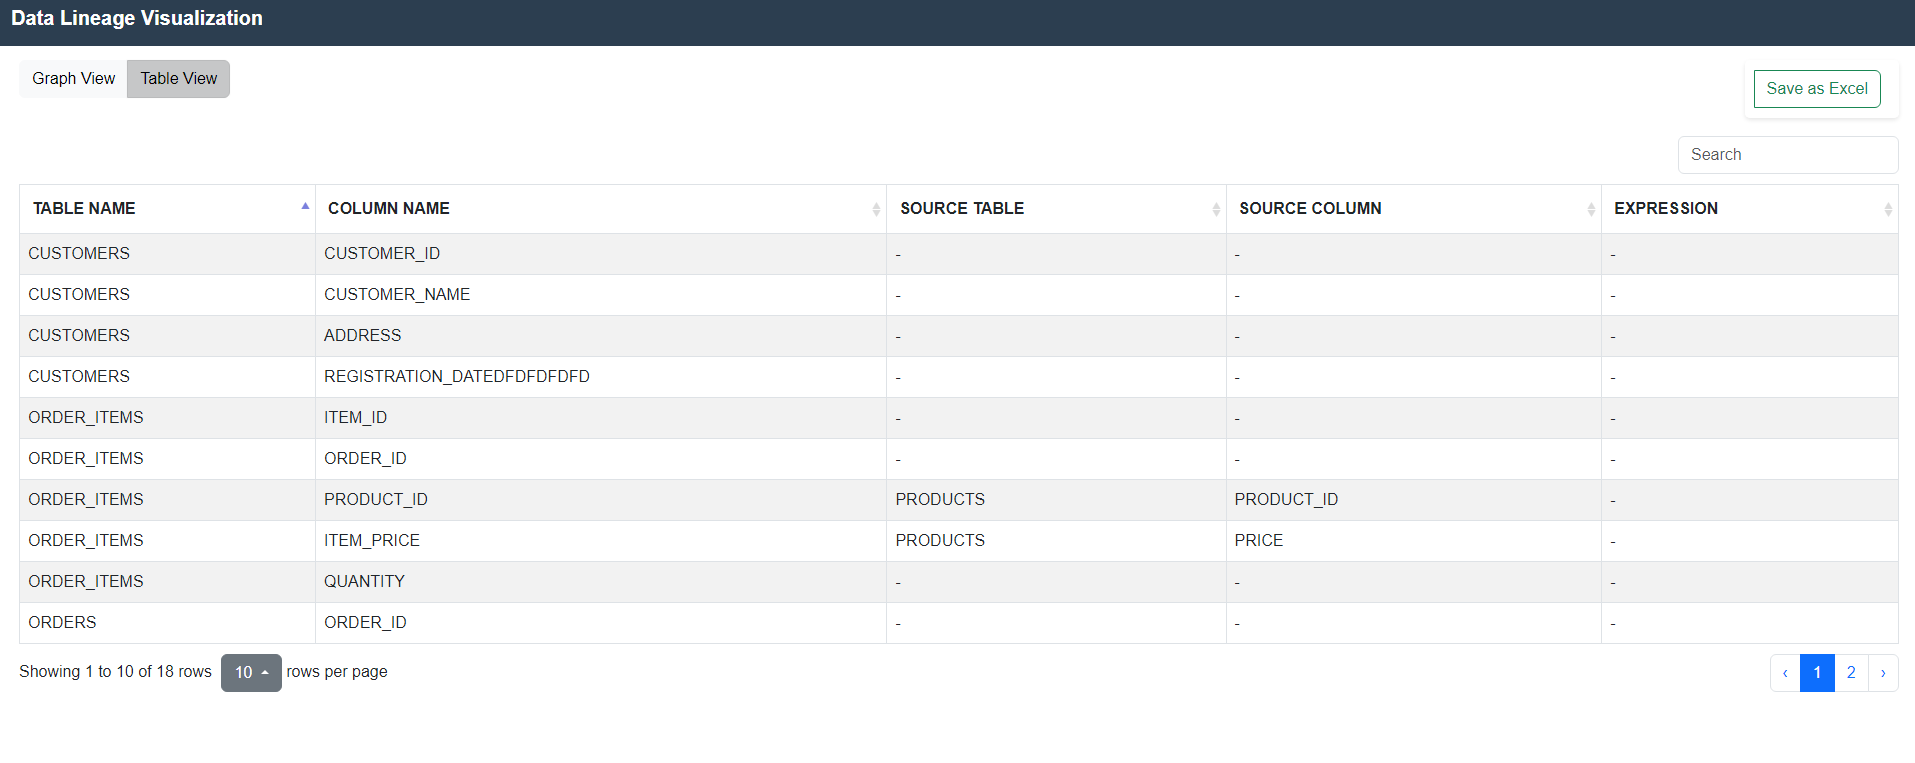 Data Lineage Visualization
Graph View Table View
Save as Excel
Search
TABLE NAME COLUMN NAME SOURCE TABLE SOURCE COLUMN EXPRESSION
CUSTOMERS CUSTOMER_ID - - -
CUSTOMERS CUSTOMER_NAME - - -
CUSTOMERS ADDRESS - - -
CUSTOMERS REGISTRATION_DATEDFDFDFDFD - - -
ORDER_ITEMS ITEM_ID - - -
ORDER_ITEMS ORDER_ID - - -
ORDER_ITEMS PRODUCT_ID PRODUCTS PRODUCT_ID -
ORDER_ITEMS ITEM_PRICE PRODUCTS PRICE -
ORDER_ITEMS QUANTITY - - -
ORDERS ORDER_ID - - -
Showing 1 to 10 of 18 rows 10 rows per page ‹ 1 2 ›